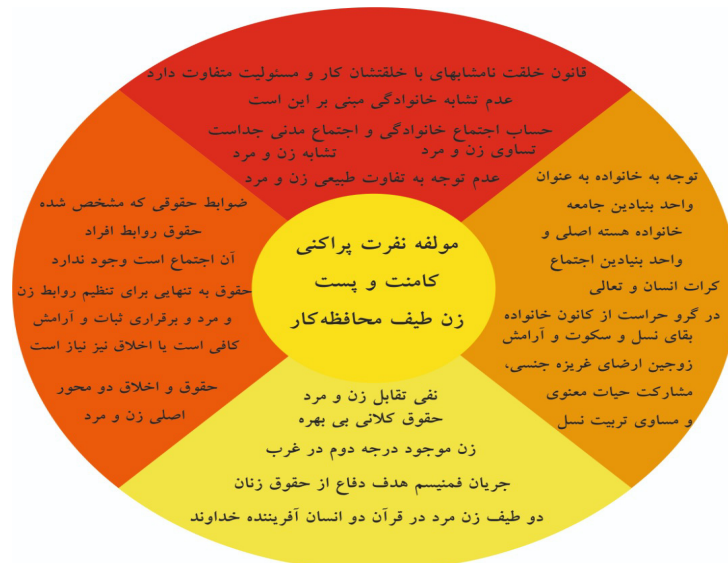 قانون خلقت نامشابهای با خلقتشان کار و مسئولیت متفاوت دارد
عدم تشابه خانوادگی مبنی بر این است
حساب اجتماع خانوادگی و اجتماع مدنی جداست
تساوی زن و مرد تشابه زن و مرد
عدم توجه به تفاوت طبیعی زن و مرد
توجه به خانواده به عنوان
واحد بنیادین جامعه
خانواده هسته اصلی و
واحد بنیادین اجتماع
کرات انسان و تعالی
در گرو حراست از کانون خانواده
بقای نسل و سکوت و آرامش
زوجین ارضای غریزه جنسی،
مشارکت حیات معنوی
و مساوی تربیت نسل
مولفه نفرت پراکنی
کامنت و پست
زن طیف محافظه‌کار
ضوابط حقوقی که مشخص شده
حقوق روابط افراد
آن اجتماع است وجود ندارد
حقوق به تنهایی برای تنظیم روابط زن
و مرد و برقراری ثبات و آرامش
کافی است یا اخلاق نیز نیاز است
حقوق و اخلاق دو محور
اصلی زن و مرد
نفی تقابل زن و مرد
حقوق کلانی بی بهره
زن موجود درجه دوم در غرب
جریان فمنیسم هدف دفاع از حقوق زنان
دو طیف زن مرد در قرآن دو انسان آفریننده خداوند